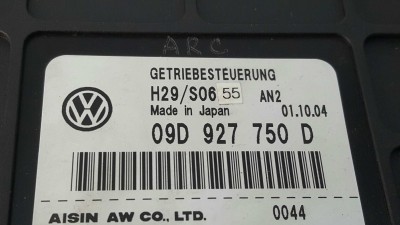 ARC
GETRIEBESTEUERUNG
H29/S06 55 AN2
Made in Japan 01.10.04
09D 927 750 D
AISIN AW CO., LTD. 0044